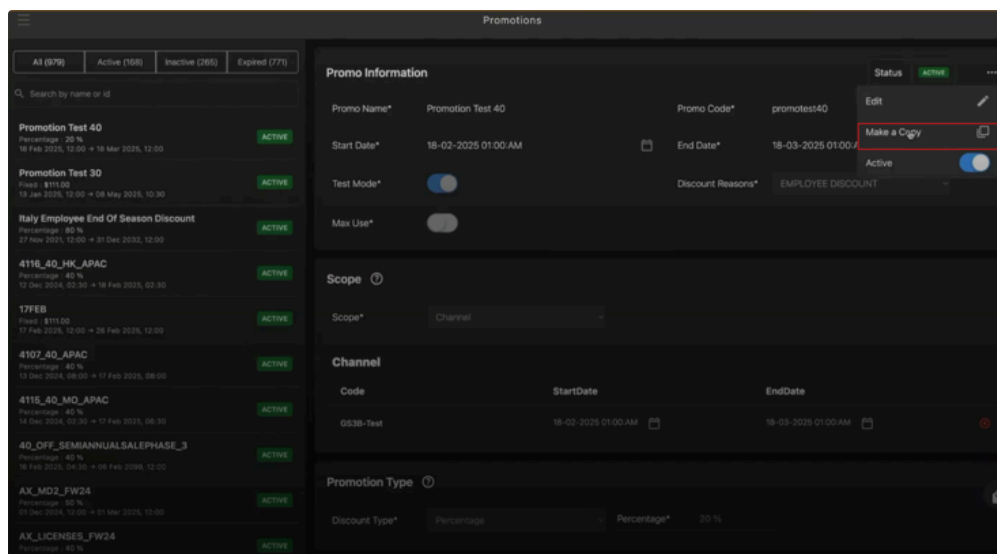 Promotions
All (979) Active (168) Inactive (265) Expired (771)
Search by name or id
Promotion Test 40
Percentage : 20 %
18 Feb 2025, 12:00 → 18 Mar 2025, 12:00
ACTIVE
Promotion Test 30
Fixed : $111.00
13 Jan 2025, 12:00 → 08 May 2025, 10:30
ACTIVE
Italy Employee End Of Season Discount
Percentage : 80 %
27 Nov 2021, 12:00 → 31 Dec 2032, 12:00
ACTIVE
4116_40_HK_APAC
Percentage : 40 %
12 Dec 2024, 02:30 → 18 Feb 2025, 02:30
ACTIVE
17FEB
Fixed : $111.00
17 Feb 2025, 12:00 → 26 Feb 2025, 12:00
ACTIVE
4107_40_APAC
Percentage : 40 %
13 Dec 2024, 08:00 → 17 Feb 2025, 08:00
ACTIVE
4115_40_MO_APAC
Percentage : 40 %
14 Dec 2024, 02:30 → 17 Feb 2025, 06:30
ACTIVE
40_OFF_SEMIANNUALSALEPHASE_3
Percentage : 40 %
16 Feb 2025, 04:30 → 06 Feb 2099, 12:00
ACTIVE
AX_MD2_FW24
Percentage : 50 %
01 Dec 2024, 12:00 → 01 Mar 2025, 12:00
ACTIVE
AX_LICENSES_FW24
Percentage : 40 %
ACTIVE
Promo Information
Status ACTIVE ...
Edit
Make a Copy
Active
Promo Name* Promotion Test 40 Promo Code* promotest40
Start Date* 18-02-2025 01:00:AM End Date* 18-03-2025 01:00:A
Test Mode* Discount Reasons* EMPLOYEE DISCOUNT
Max Use*
Scope ?
Scope* Channel
Channel
Code StartDate EndDate
GS3B-Test 18-02-2025 01:00:AM 18-03-2025 01:00:AM
Promotion Type ?
Discount Type* Percentage Percentage* 20 %